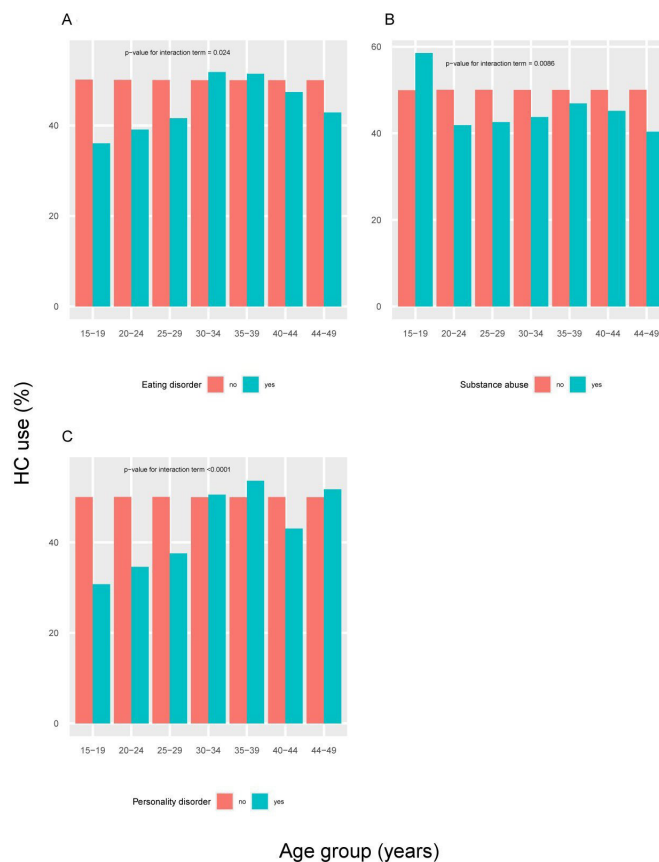 A
p-value for interaction term = 0.024
40
20
0
15-19 20-24 25-29 30-34 35-39 40-44 44-49
Eating disorder no yes
B
p-value for interaction term = 0.0086
60
40
20
0
15-19 20-24 25-29 30-34 35-39 40-44 44-49
Substance abuse no yes
HC use (%)
C
p-value for interaction term <0.0001
40
20
0
15-19 20-24 25-29 30-34 35-39 40-44 44-49
Personality disorder no yes
Age group (years)